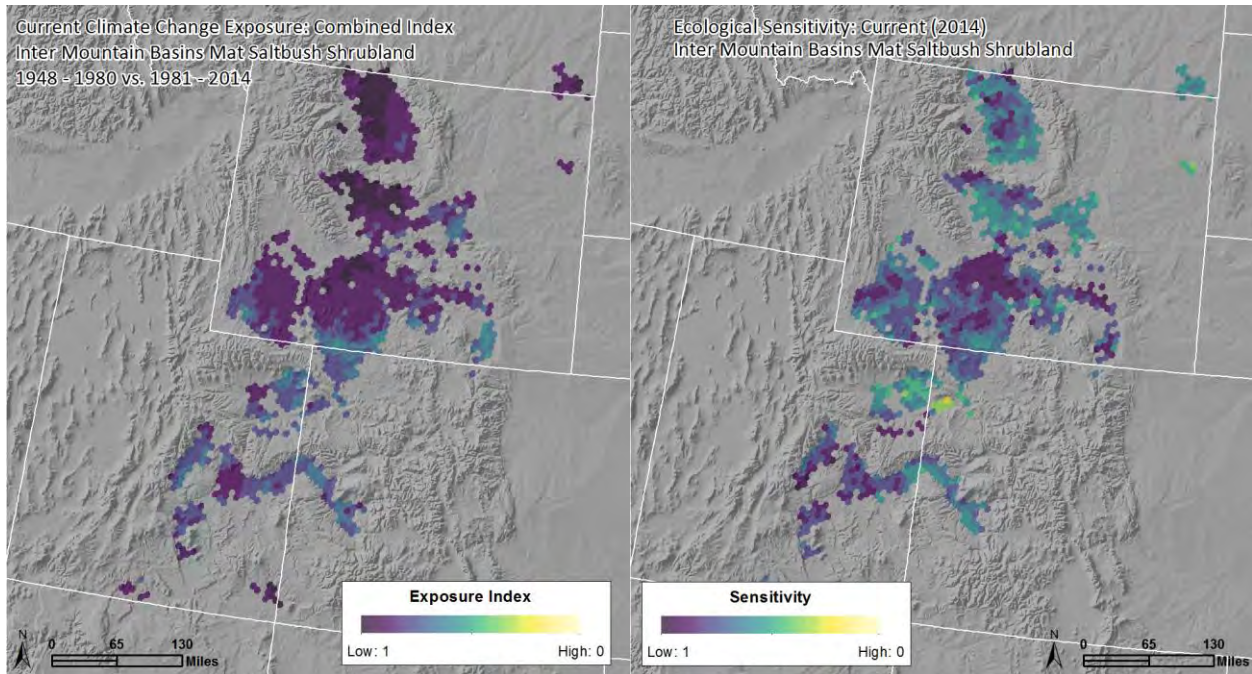 Current Climate Change Exposure: Combined Index
Inter Mountain Basins Mat Saltbush Shrubland
1948 - 1980 vs. 1981 - 2014
Exposure Index
Low: 1 High: 0
N
0 65 130
Miles
Ecological Sensitivity: Current (2014)
Inter Mountain Basins Mat Saltbush Shrubland
Sensitivity
Low: 1 High: 0
N
0 65 130
Miles